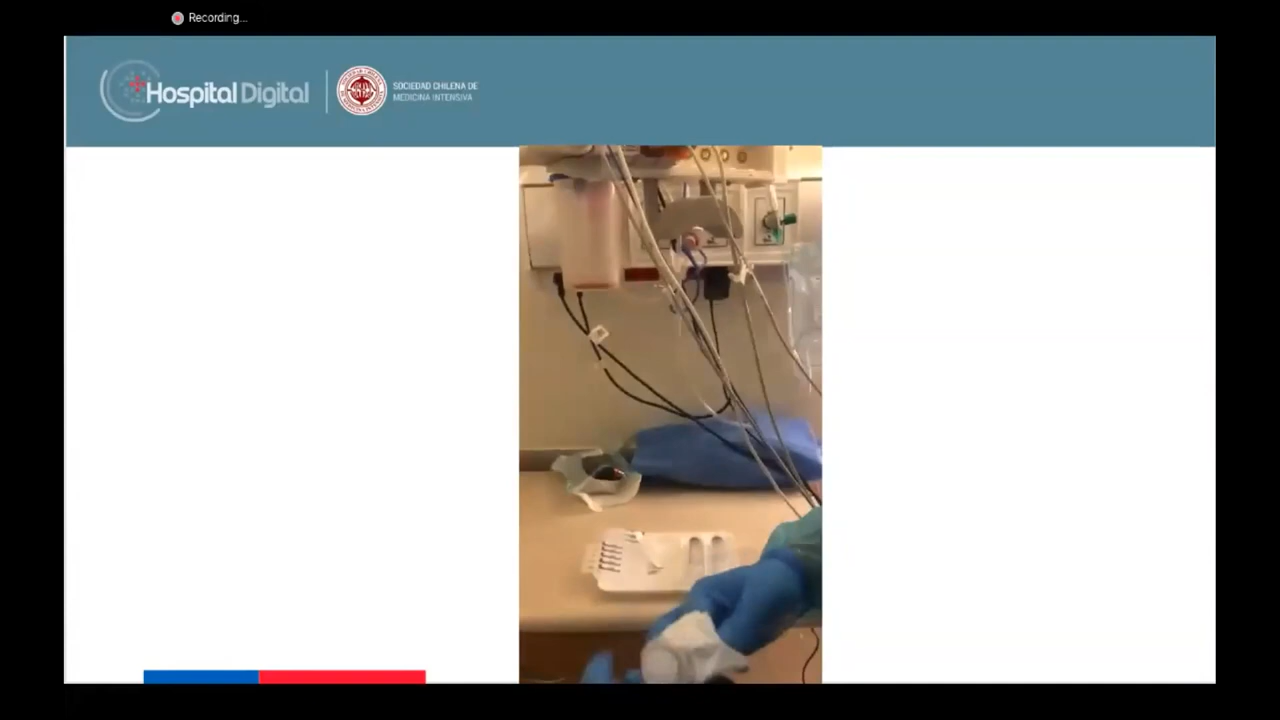 Recording...
Hospital Digital
SOCIEDAD CHILENA DE
MEDICINA INTENSIVA